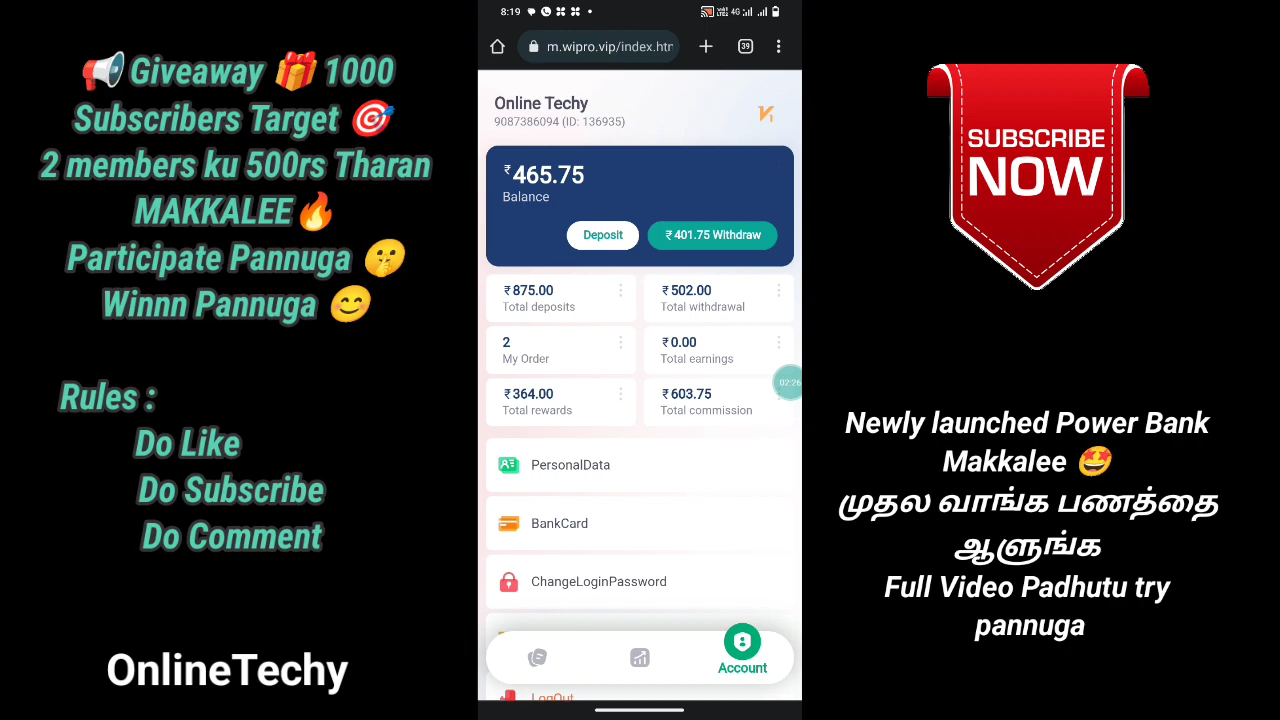 📢 Giveaway 🎁 1000
Subscribers Target 🎯
2 members ku 500rs Tharan
MAKKALEE🔥
Participate Pannuga 🤫
Winnn Pannuga 😊
Rules :
Do Like
Do Subscribe
Do Comment
OnlineTechy
8:19
4G
m.wipro.vip/index.htm
39
Online Techy
9087386094 (ID: 136935)
₹465.75
Balance
Deposit
₹401.75 Withdraw
₹875.00
Total deposits
₹502.00
Total withdrawal
2
My Order
₹0.00
Total earnings
02:26
₹364.00
Total rewards
₹603.75
Total commission
PersonalData
BankCard
ChangeLoginPassword
Account
LogOut
SUBSCRIBE
NOW
Newly launched Power Bank
Makkalee 🤩
முதல வாங்க பணத்தை
ஆளுங்க
Full Video Padhutu try
pannuga